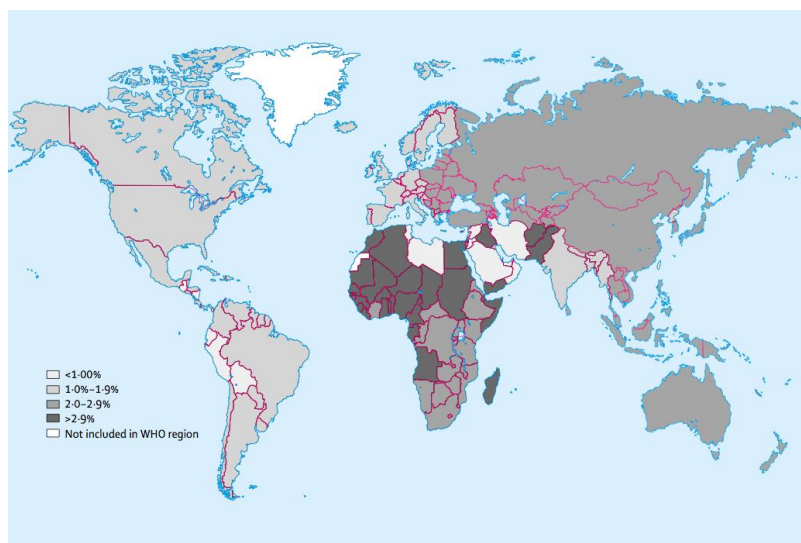 <1·00%
1·0%–1·9%
2·0–2·9%
>2·9%
Not included in WHO region